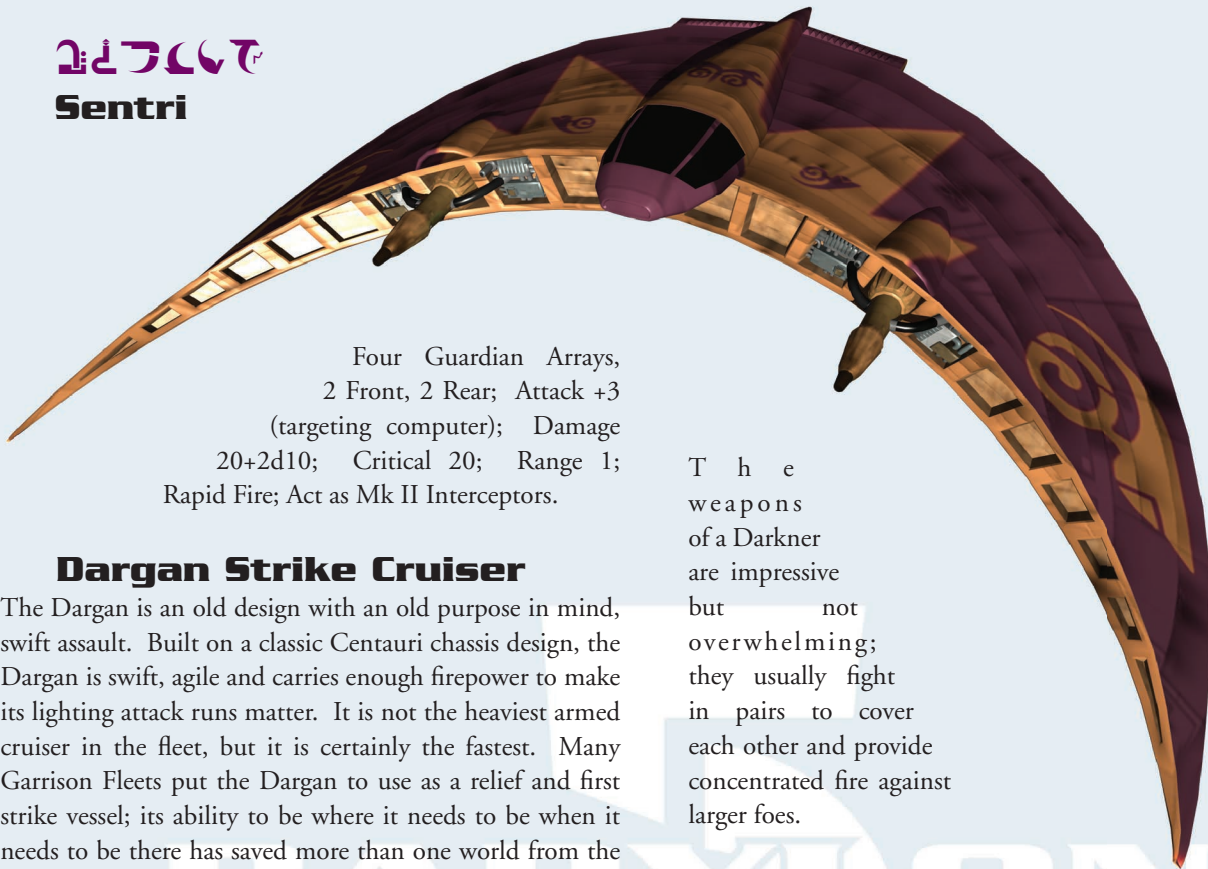 Sentri
Four Guardian Arrays,
2 Front, 2 Rear; Attack +3
(targeting computer); Damage
20+2d10; Critical 20; Range 1;
Rapid Fire; Act as Mk II Interceptors.
Dargan Strike Cruiser
The Dargan is an old design with an old purpose in mind,
swift assault. Built on a classic Centauri chassis design, the
Dargan is swift, agile and carries enough firepower to make
its lighting attack runs matter. It is not the heaviest armed
cruiser in the fleet, but it is certainly the fastest. Many
Garrison Fleets put the Dargan to use as a relief and first
strike vessel; its ability to be where it needs to be when it
needs to be there has saved more than one world from the
The
weapons
of a Darkner
are impressive
but not
overwhelming;
they usually fight
in pairs to cover
each other and provide
concentrated fire against
larger foes.